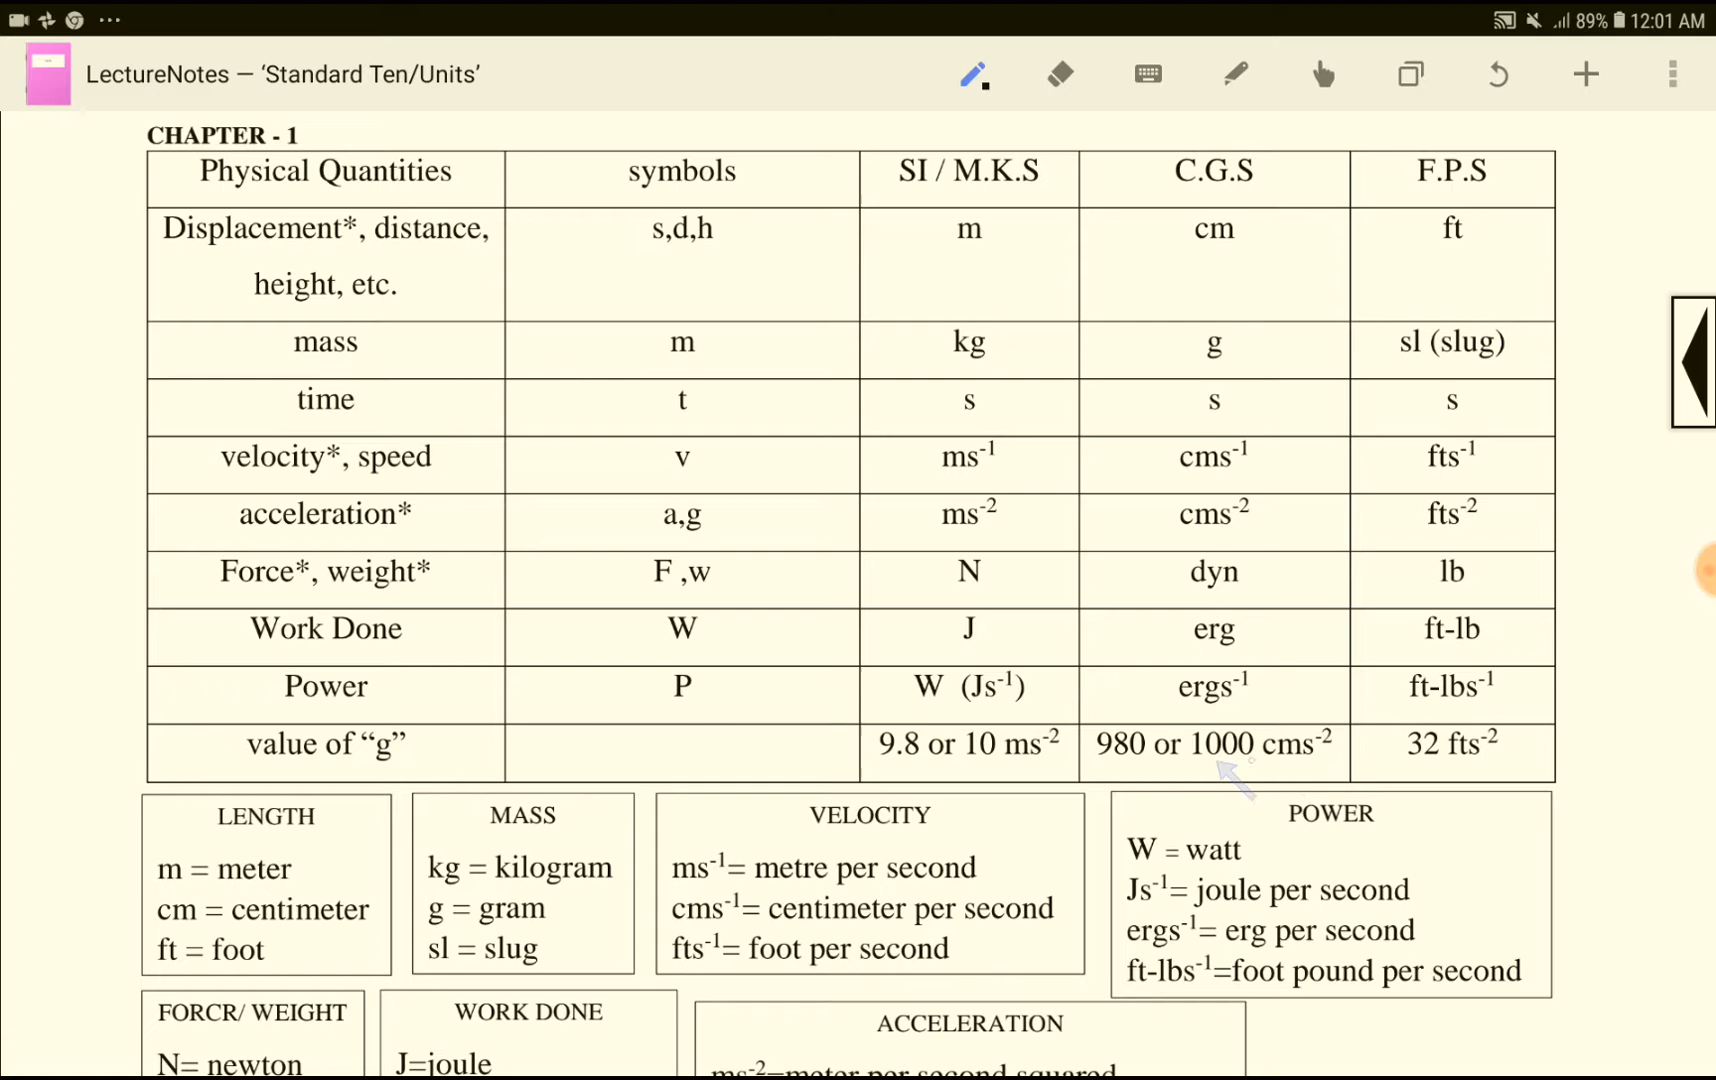 89% 12:01 AM
LectureNotes — ‘Standard Ten/Units’
CHAPTER - 1
Physical Quantities symbols SI / M.K.S C.G.S F.P.S
Displacement*, distance, s,d,h m cm ft
height, etc.
mass m kg g sl (slug)
time t s s s
velocity*, speed v ms⁻¹ cms⁻¹ fts⁻¹
acceleration* a,g ms⁻² cms⁻² fts⁻²
Force*, weight* F ,w N dyn lb
Work Done W J erg ft-lb
Power P W (Js⁻¹) ergs⁻¹ ft-lbs⁻¹
value of “g” 9.8 or 10 ms⁻² 980 or 1000 cms⁻² 32 fts⁻²
LENGTH
m = meter
cm = centimeter
ft = foot
MASS
kg = kilogram
g = gram
sl = slug
VELOCITY
ms⁻¹= metre per second
cms⁻¹= centimeter per second
fts⁻¹= foot per second
POWER
W = watt
Js⁻¹= joule per second
ergs⁻¹= erg per second
ft-lbs⁻¹=foot pound per second
FORCR/ WEIGHT
N= newton
WORK DONE
J=joule
ACCELERATION
ms⁻²=meter per second squared